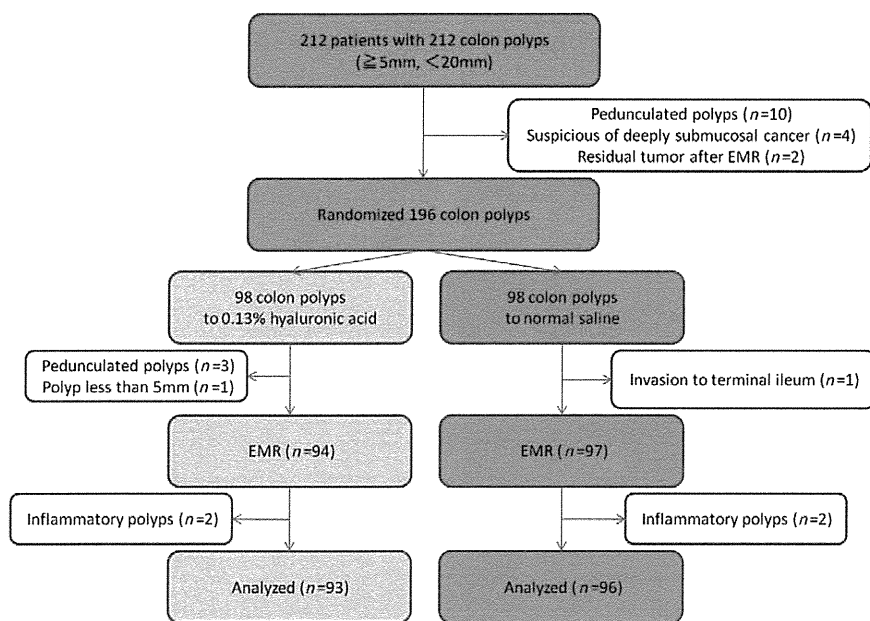 212 patients with 212 colon polyps
(≧5mm, <20mm)
Pedunculated polyps (n=10)
Suspicious of deeply submucosal cancer (n=4)
Residual tumor after EMR (n=2)
Randomized 196 colon polyps
98 colon polyps
to 0.13% hyaluronic acid
98 colon polyps
to normal saline
Pedunculated polyps (n=3)
Polyp less than 5mm (n=1)
Invasion to terminal ileum (n=1)
EMR (n=94)
EMR (n=97)
Inflammatory polyps (n=2)
Inflammatory polyps (n=2)
Analyzed (n=93)
Analyzed (n=96)